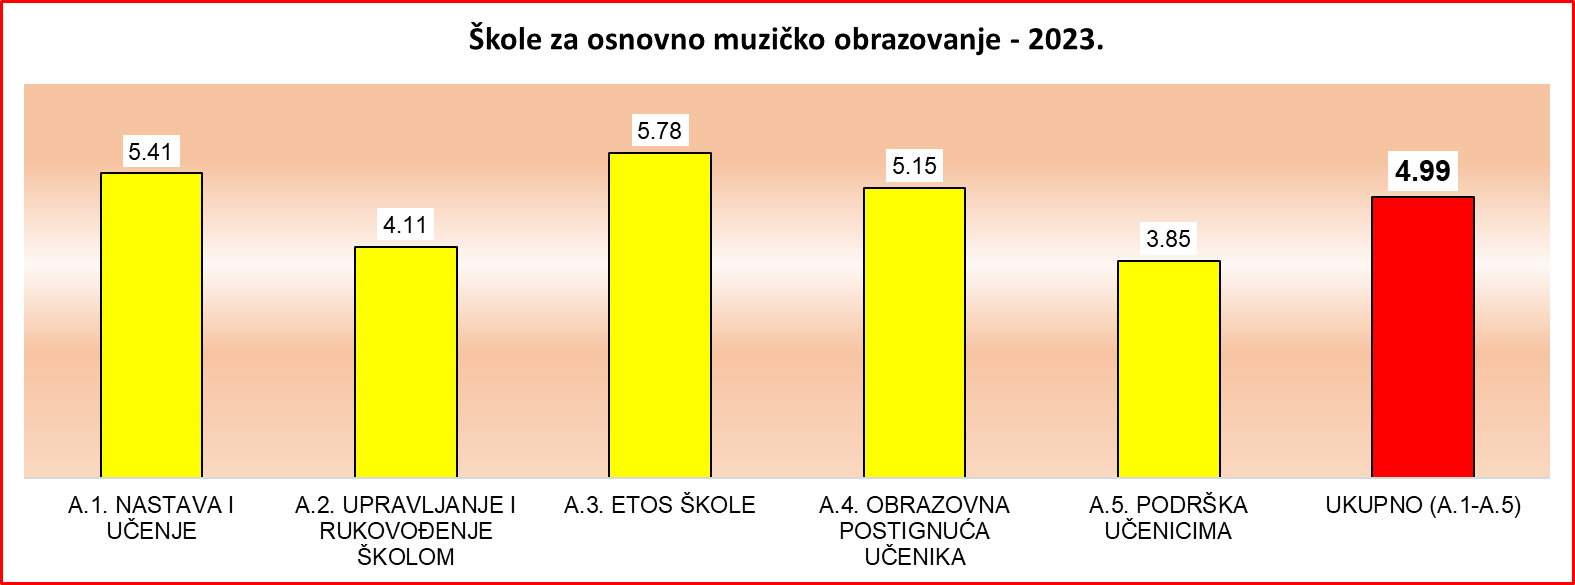 Škole za osnovno muzičko obrazovanje - 2023.
5.41
4.11
5.78
5.15
3.85
4.99
A.1. NASTAVA I
UČENJE
A.2. UPRAVLJANJE I
RUKOVOĐENJE
ŠKOLOM
A.3. ETOS ŠKOLE
A.4. OBRAZOVNA
POSTIGNUĆA
UČENIKA
A.5. PODRŠKA
UČENICIMA
UKUPNO (A.1-A.5)